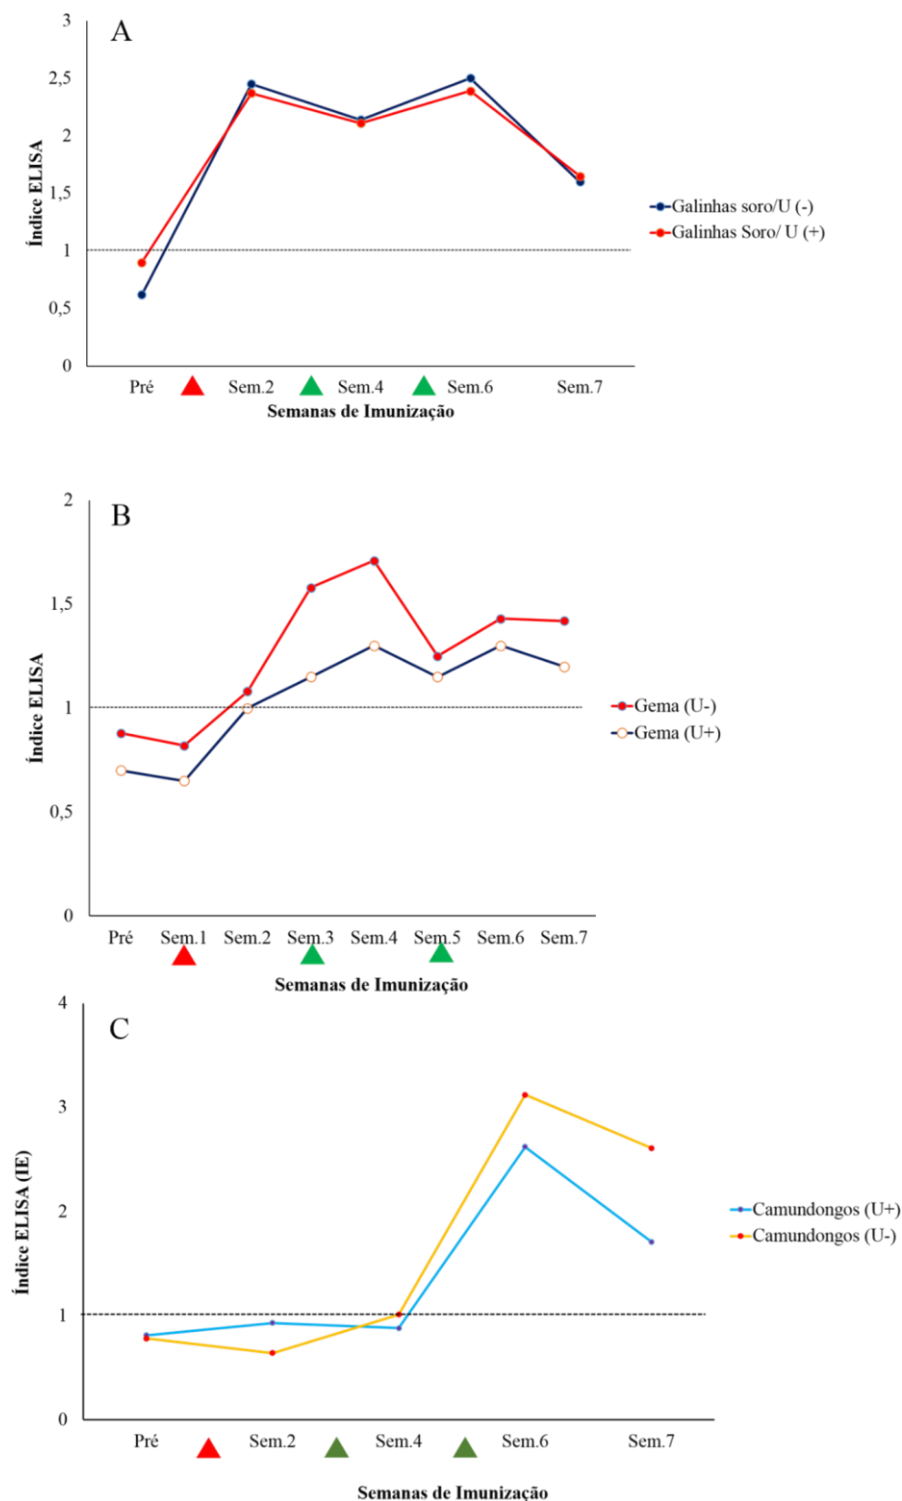 A
3
2,5
2
1,5
1
0,5
0
Índice ELISA
Pré Sem.2 Sem.4 Sem.6 Sem.7
Semanas de Imunização
Galinhas soro/U (-)
Galinhas Soro/ U (+)
B
2
1,5
1
0,5
0
Índice ELISA
Pré Sem.1 Sem.2 Sem.3 Sem.4 Sem.5 Sem.6 Sem.7
Semanas de Imunização
Gema (U-)
Gema (U+)
C
4
3
2
1
0
Índice ELISA (IE)
Pré Sem.2 Sem.4 Sem.6 Sem.7
Semanas de Imunização
Camundongos (U+)
Camundongos (U-)